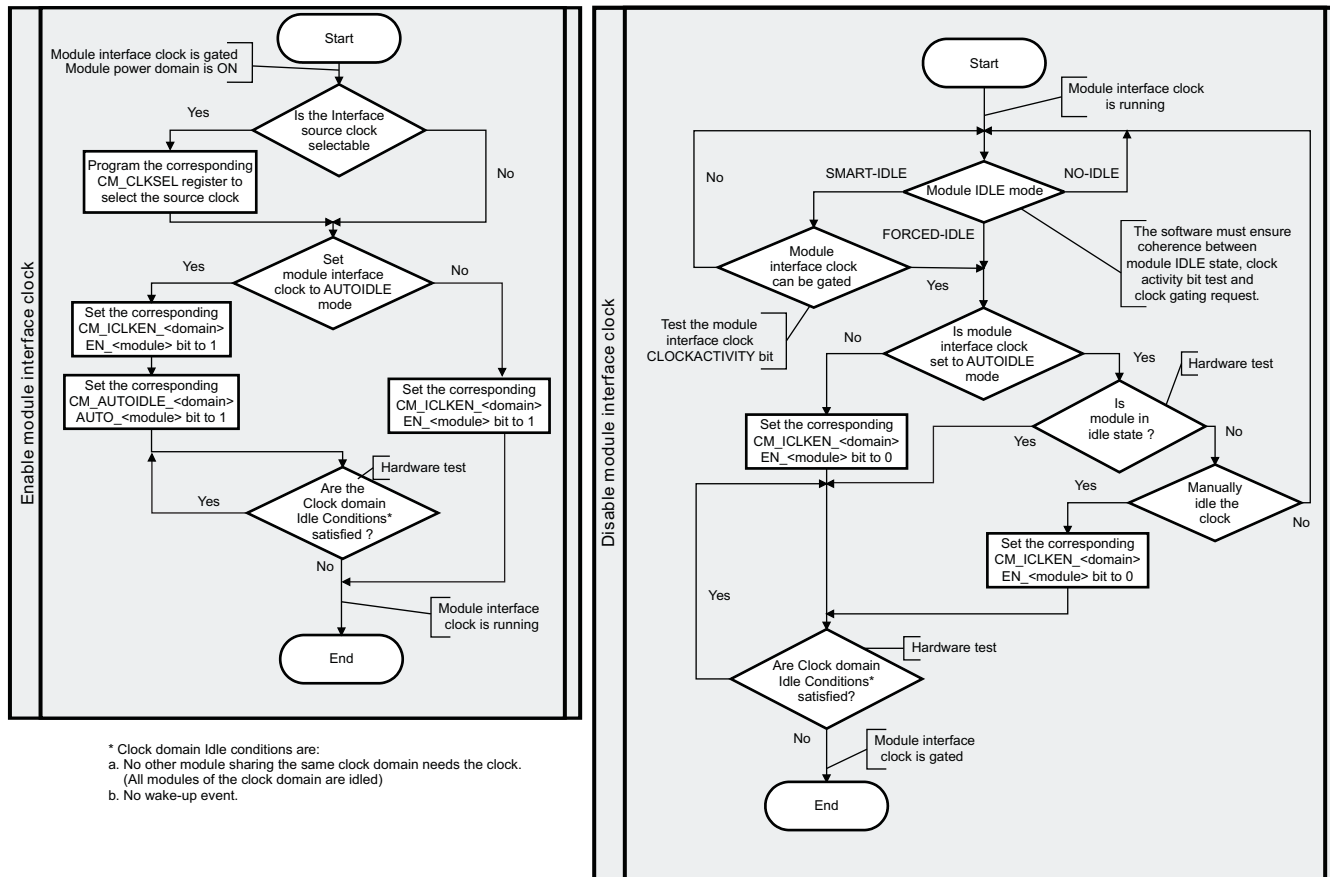 Enable module interface clock
Start
Module interface clock is gated
Module power domain is ON
Yes
Is the Interface
source clock
selectable
No
Program the corresponding
CM_CLKSEL register to
select the source clock
Yes
Set
module interface
clock to AUTOIDLE
mode
No
Set the corresponding
CM_ICLKEN_<domain>
EN_<module> bit to 1
Set the corresponding
CM_AUTOIDLE_<domain>
AUTO_<module> bit to 1
Set the corresponding
CM_ICLKEN_<domain>
EN_<module> bit to 1
Hardware test
Yes
Are the
Clock domain
Idle Conditions*
satisfied ?
No
Module interface
clock is running
End
* Clock domain Idle conditions are:
a. No other module sharing the same clock domain needs the clock.
(All modules of the clock domain are idled)
b. No wake-up event.
Disable module interface clock
Start
Module interface clock
is running
No
SMART-IDLE
Module IDLE mode
NO-IDLE
FORCED-IDLE
The software must ensure
coherence between
module IDLE state, clock
activity bit test and
clock gating request.
Module
interface clock
can be gated
Yes
Test the module
interface clock
CLOCKACTIVITY bit
No
Is module
interface clock
set to AUTOIDLE
mode
Yes
Hardware test
Set the corresponding
CM_ICLKEN_<domain>
EN_<module> bit to 0
Yes
Is
module in
idle state ?
No
Yes
Manually
idle the
clock
No
Set the corresponding
CM_ICLKEN_<domain>
EN_<module> bit to 0
Yes
Hardware test
Are Clock domain
Idle Conditions*
satisfied?
No
Module interface
clock is gated
End